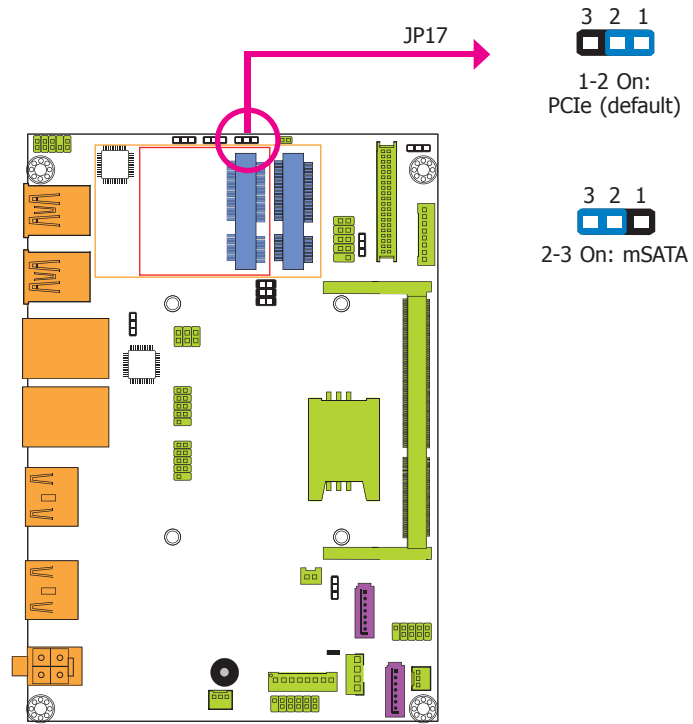 JP17
3 2 1
1-2 On:
PCIe (default)
3 2 1
2-3 On: mSATA